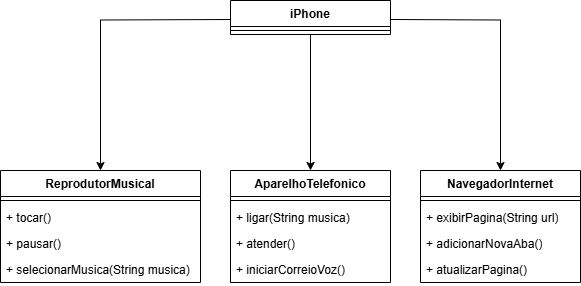 iPhone
ReprodutorMusical
+ tocar()
+ pausar()
+ selecionarMusica(String musica)
AparelhoTelefonico
+ ligar(String musica)
+ atender()
+ iniciarCorreioVoz()
NavegadorInternet
+ exibirPagina(String url)
+ adicionarNovaAba()
+ atualizarPagina()